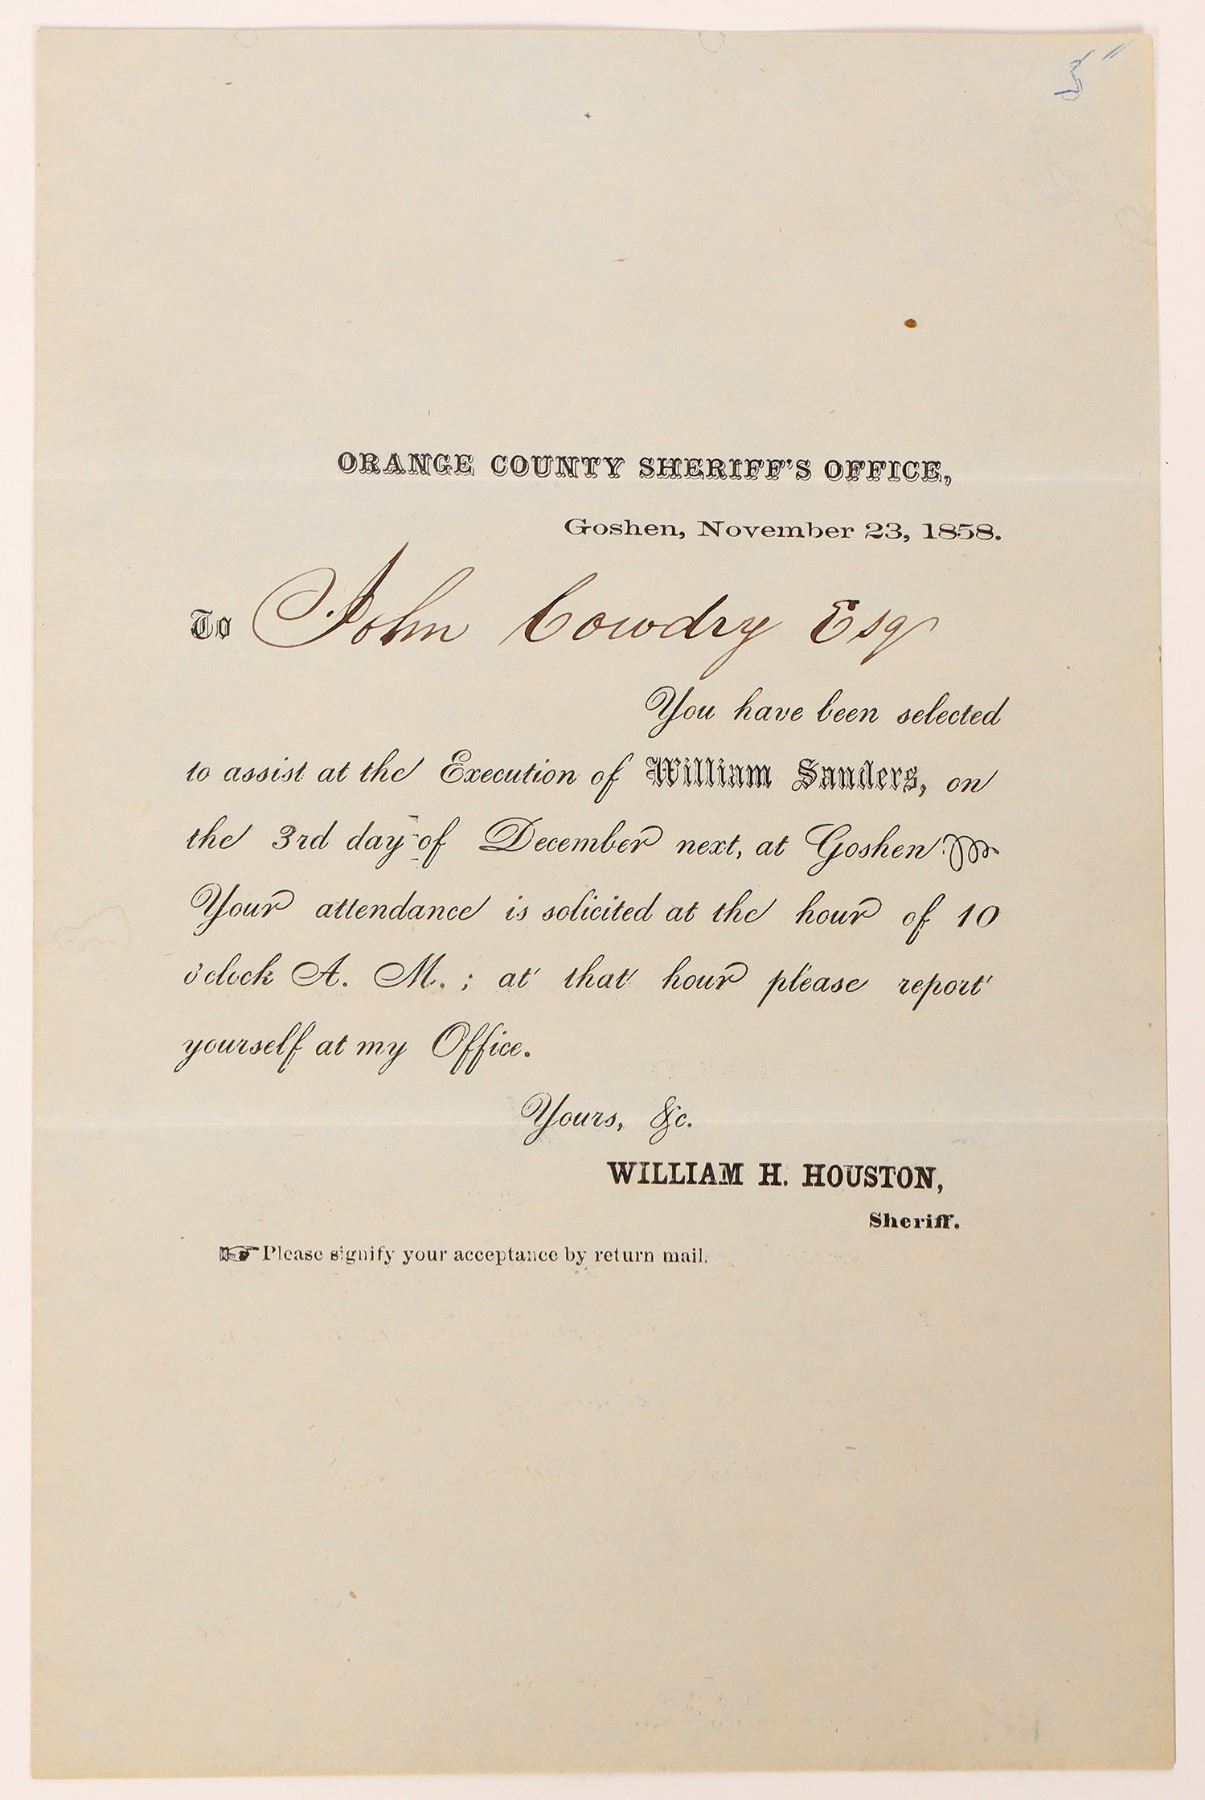 5"
ORANGE COUNTY SHERIFF'S OFFICE,
Goshen, November 23, 1858.
To John Cowdry Esq
You have been selected
to assist at the Execution of William Sanders, on
the 3rd day of December next, at Goshen.
Your attendance is solicited at the hour of 10
o'clock A. M.; at that hour please report
yourself at my Office.
Yours, &c.
WILLIAM H. HOUSTON,
Sheriff.
☞ Please signify your acceptance by return mail.